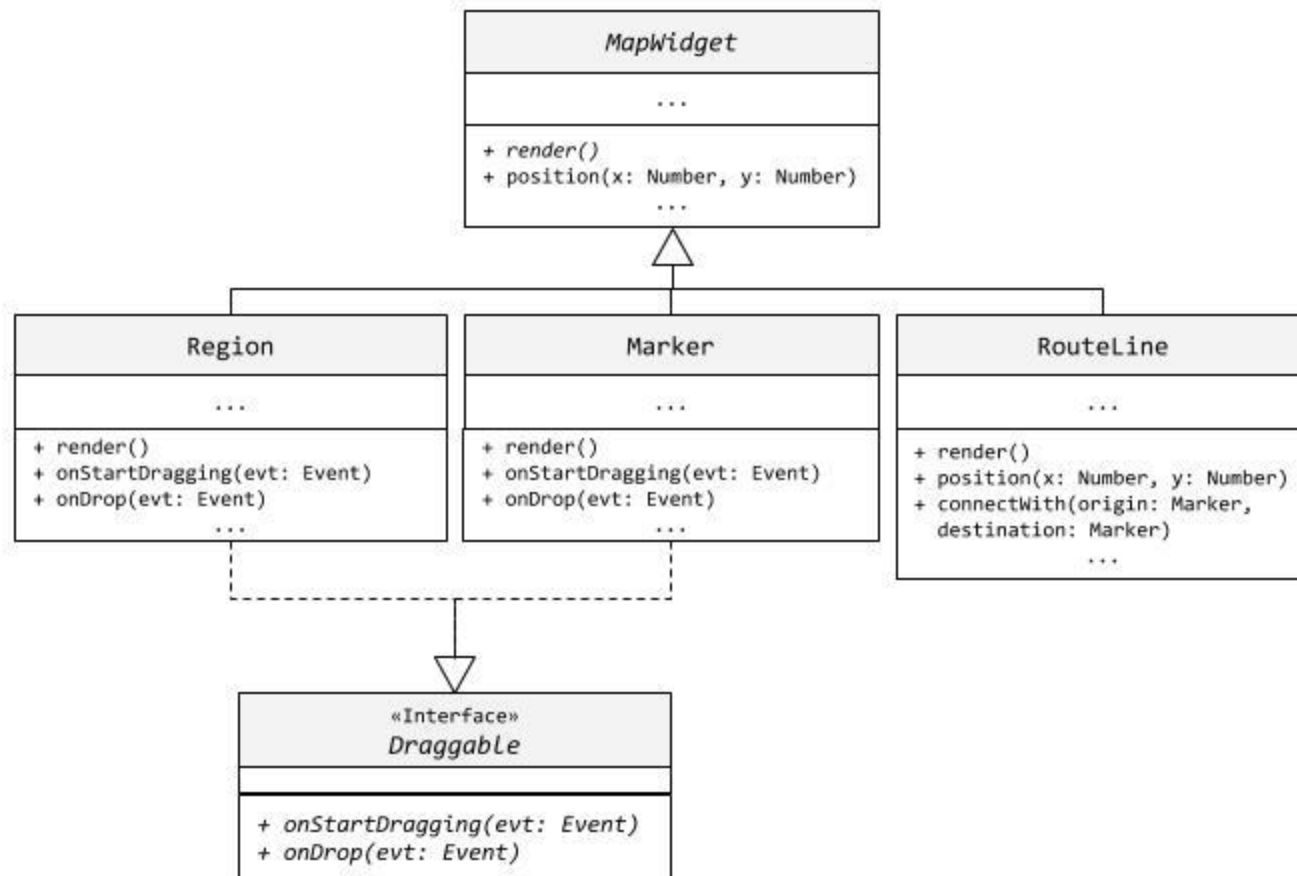 MapWidget
...
+ render()
+ position(x: Number, y: Number)
...
Region
...
+ render()
+ onStartDragging(evt: Event)
+ onDrop(evt: Event)
...
Marker
...
+ render()
+ onStartDragging(evt: Event)
+ onDrop(evt: Event)
...
RouteLine
...
+ render()
+ position(x: Number, y: Number)
+ connectWith(origin: Marker,
destination: Marker)
...
«Interface»
Draggable
+ onStartDragging(evt: Event)
+ onDrop(evt: Event)